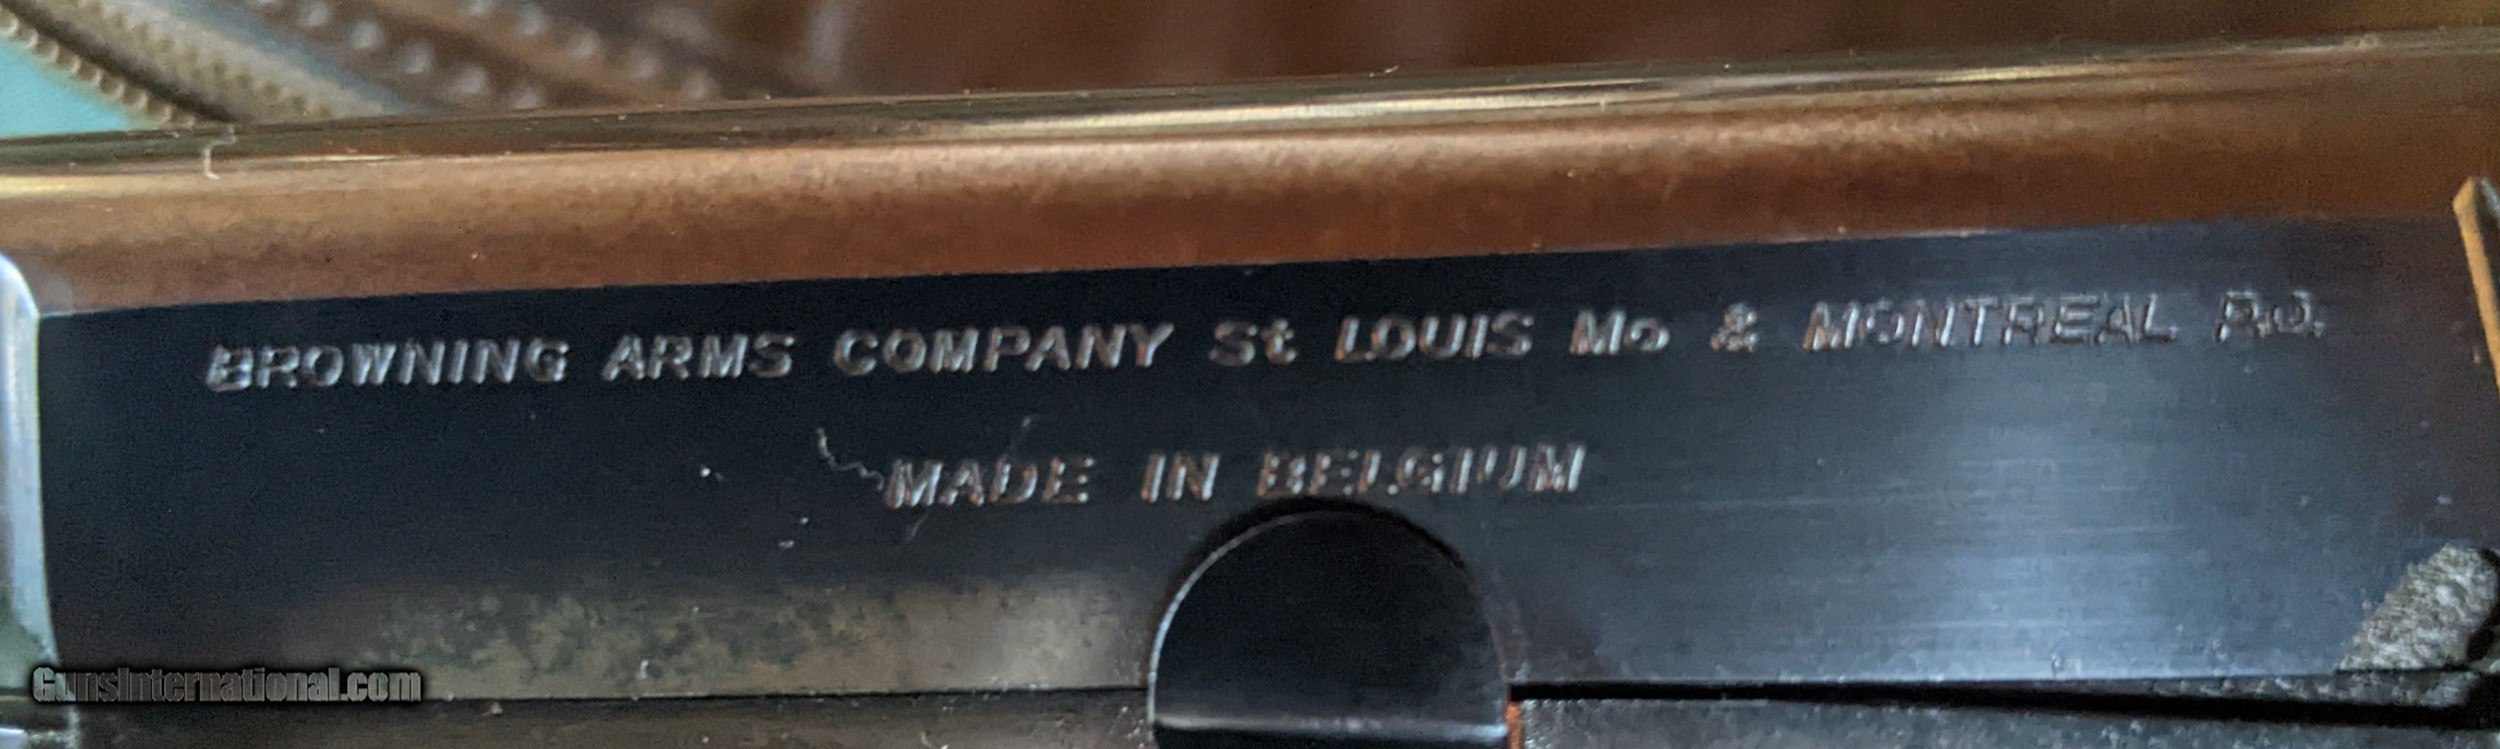 BROWNING ARMS COMPANY St LOUIS Mo & MONTREAL P.Q.
MADE IN BELGIUM
GunsInternational.com